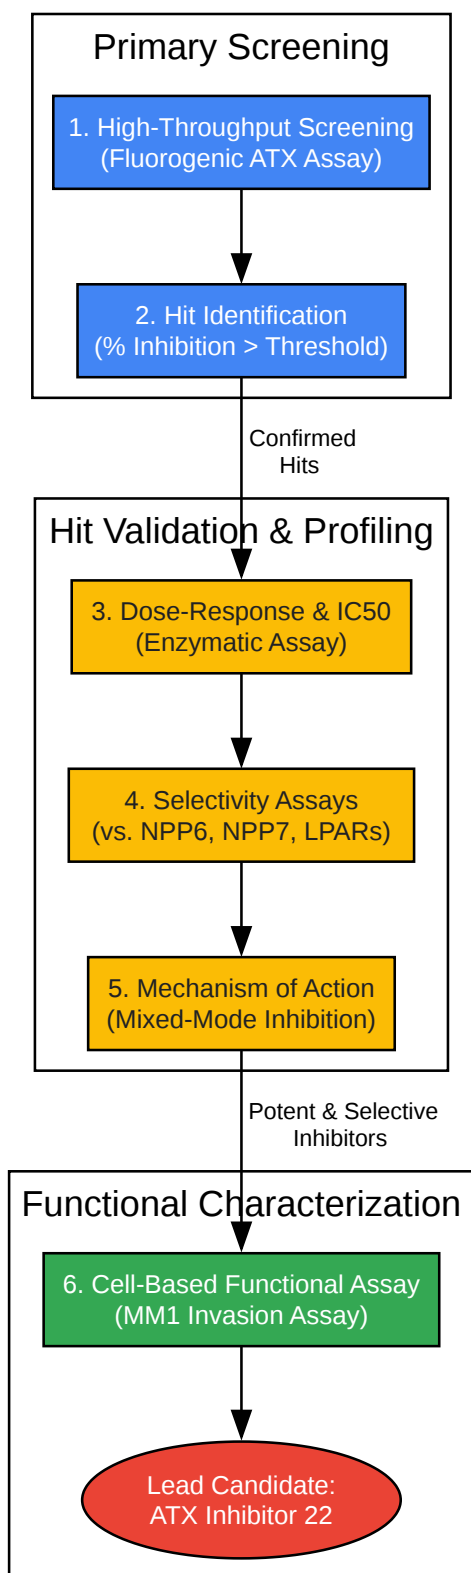 Primary Screening
1. High-Throughput Screening
(Fluorogenic ATX Assay)
2. Hit Identification
(% Inhibition > Threshold)
Confirmed
Hits
Hit Validation & Profiling
3. Dose-Response & IC50
(Enzymatic Assay)
4. Selectivity Assays
(vs. NPP6, NPP7, LPARs)
5. Mechanism of Action
(Mixed-Mode Inhibition)
Potent & Selective
Inhibitors
Functional Characterization
6. Cell-Based Functional Assay
(MM1 Invasion Assay)
Lead Candidate:
ATX Inhibitor 22